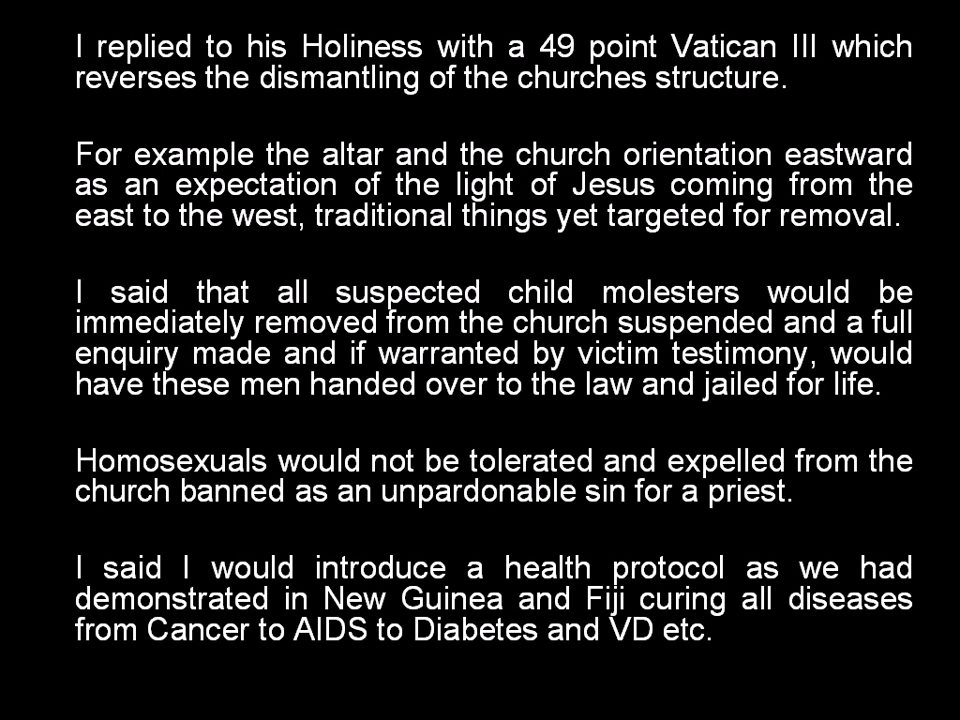 I replied to his Holiness with a 49 point Vatican III which
reverses the dismantling of the churches structure.
For example the altar and the church orientation eastward
as an expectation of the light of Jesus coming from the
east to the west, traditional things yet targeted for removal.
I said that all suspected child molesters would be
immediately removed from the church suspended and a full
enquiry made and if warranted by victim testimony, would
have these men handed over to the law and jailed for life.
Homosexuals would not be tolerated and expelled from the
church banned as an unpardonable sin for a priest.
I said I would introduce a health protocol as we had
demonstrated in New Guinea and Fiji curing all diseases
from Cancer to AIDS to Diabetes and VD etc.